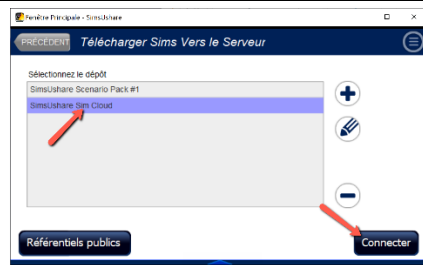 Fenêtre Principale - SimsUshare
PRÉCÉDENT
Télécharger Sims Vers le Serveur
Sélectionnez le dépôt
SimsUshare Scenario Pack #1
SimsUshare Sim Cloud
Référentiels publics
Connecter